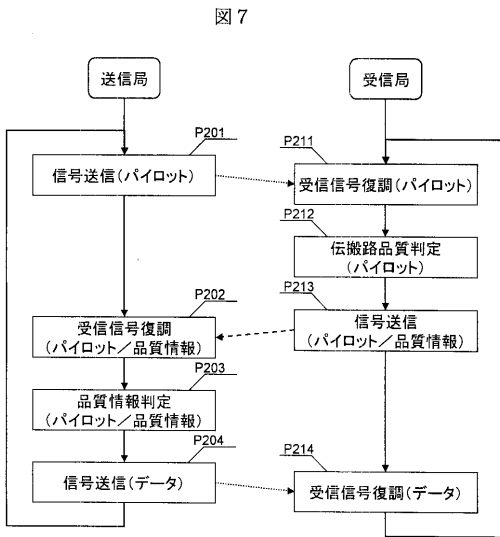 図7
送信局
受信局
P201
信号送信(パイロット)
P211
受信信号復調(パイロット)
P212
伝搬路品質判定
(パイロット)
P213
信号送信
(パイロット/品質情報)
P202
受信信号復調
(パイロット/品質情報)
P203
品質情報判定
(パイロット/品質情報)
P204
信号送信(データ)
P214
受信信号復調(データ)